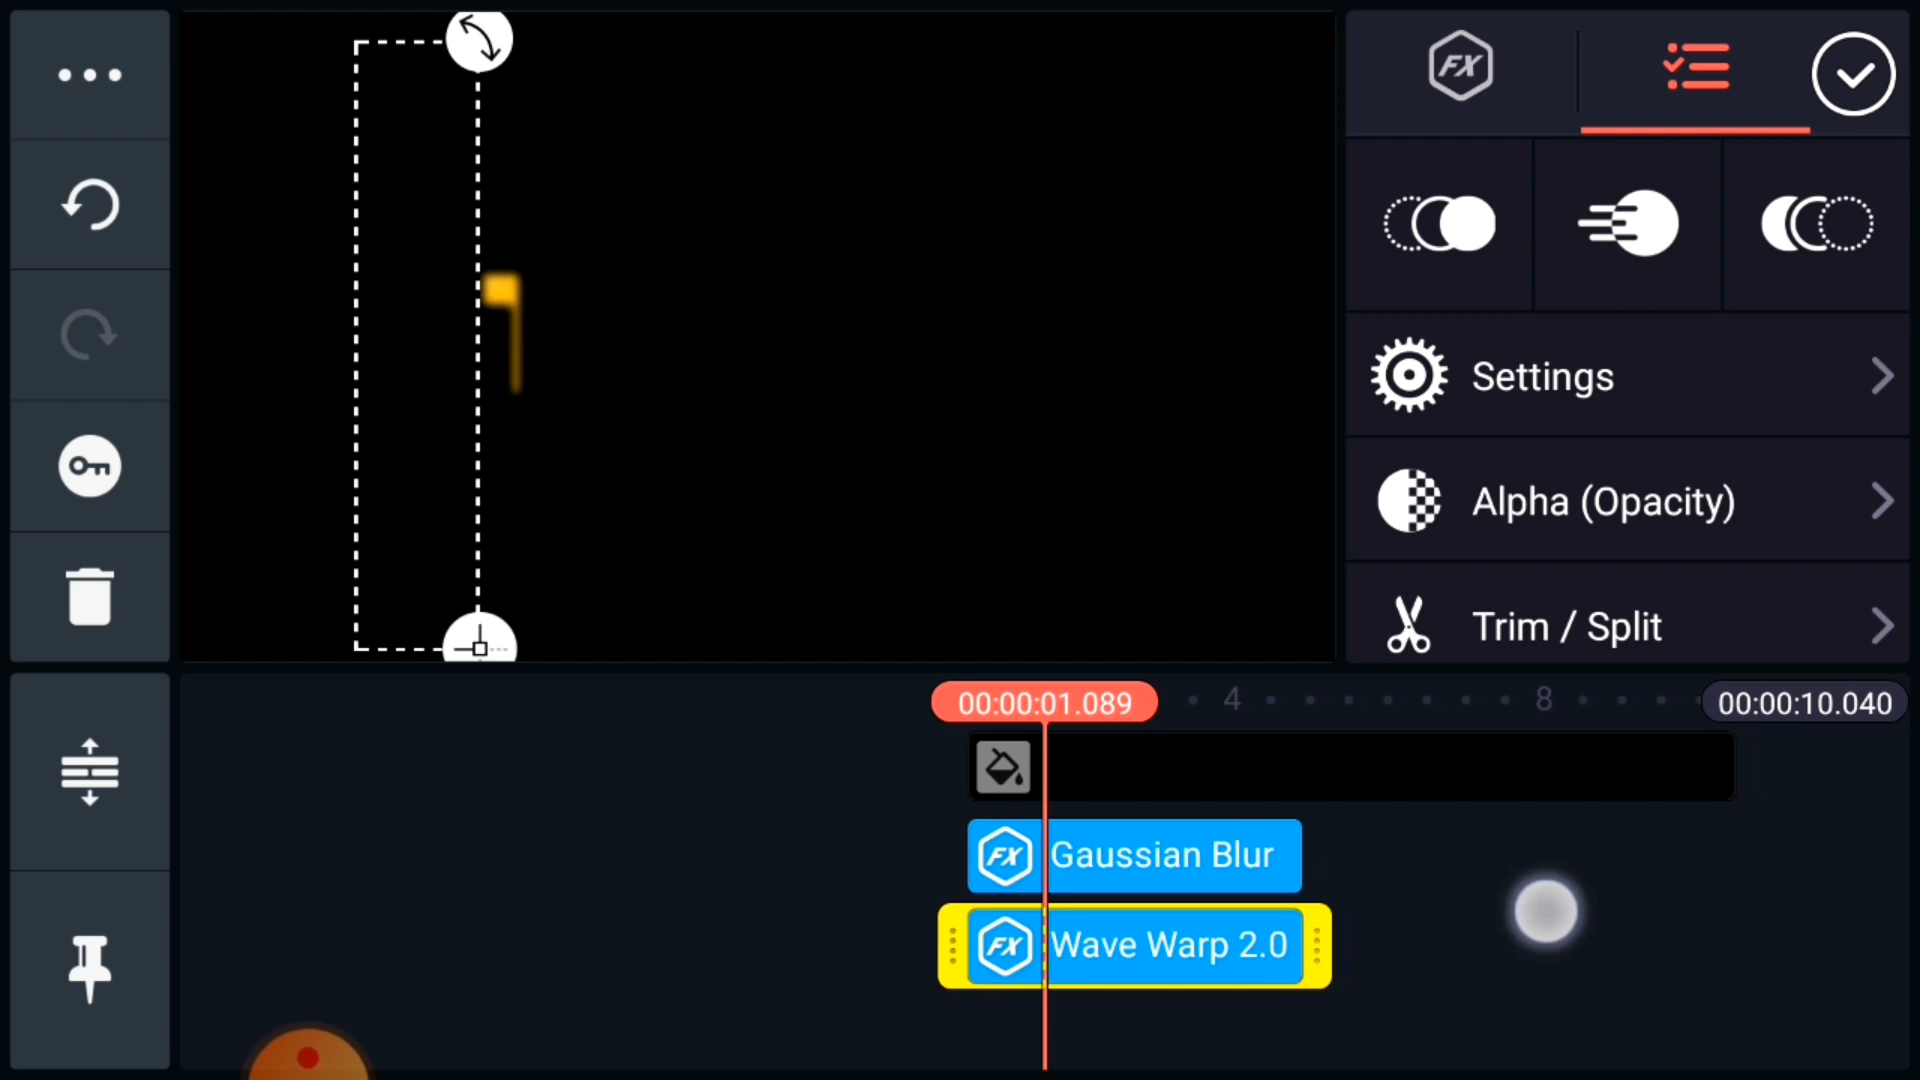 FX
Settings
Alpha (Opacity)
Trim / Split
00:00:01.089
4
8
00:00:10.040
FX
Gaussian Blur
FX
Wave Warp 2.0